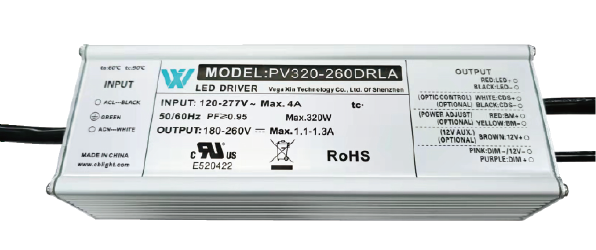 ta:60℃ tc:90℃
INPUT
ACL---BLACK
GREEN
ACN---WHITE
MADE IN CHINA
www.cblight.com
W
MODEL:PV320-260DRLA
LED DRIVER Vega Xin Technology Co., Ltd. Of Shenzhen
INPUT: 120-277V~ Max. 4A tc·
50/60Hz PF≥0.95 Max.320W
OUTPUT: 180-260V⎓ Max.1.1-1.3A
c RU us
E520422
RoHS
OUTPUT
RED:LED+
BLACK:LED-
(OPTIC CONTROL) WHITE:CDS-
(OPTIONAL) BLACK:CDS-
(POWER ADJUST) RED:BM+
(OPTIONAL) YELLOW:BM-
(12V AUX.) BROWN:12V+
(OPTIONAL)
PINK:DIM -/12V-
PURPLE:DIM +